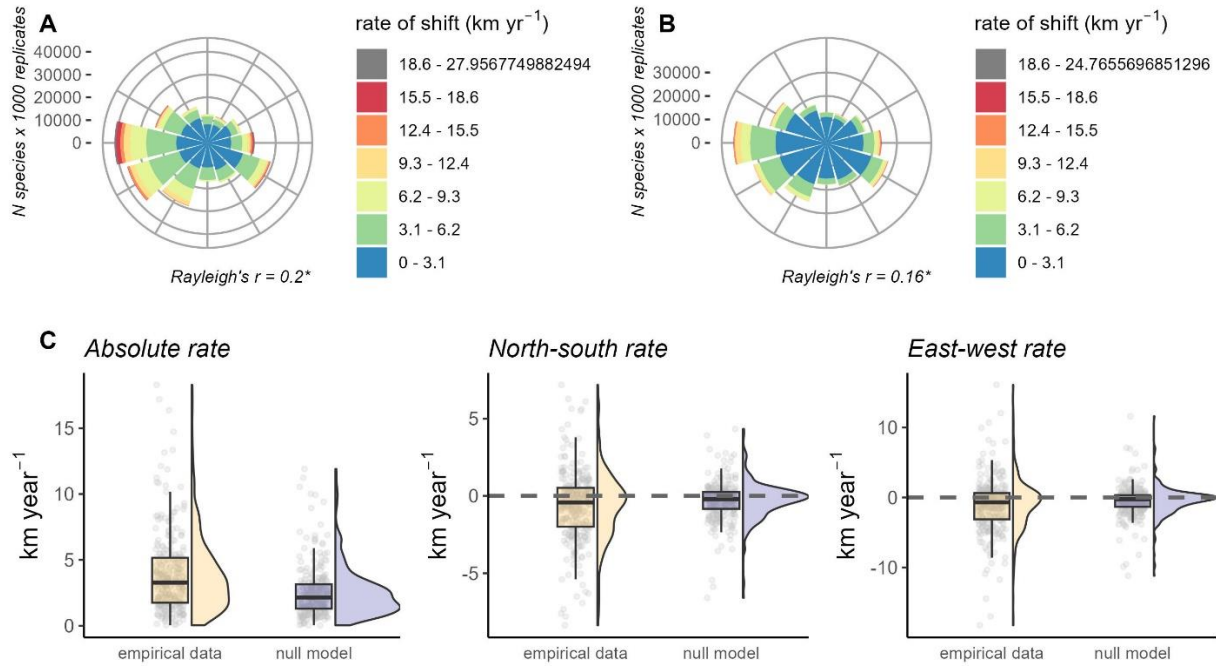 A
N species x 1000 replicates
40000
30000
20000
10000
0
rate of shift (km yr⁻¹)
18.6 - 27.9567749882494
15.5 - 18.6
12.4 - 15.5
9.3 - 12.4
6.2 - 9.3
3.1 - 6.2
0 - 3.1
Rayleigh's r = 0.2*
B
N species x 1000 replicates
30000
20000
10000
0
rate of shift (km yr⁻¹)
18.6 - 24.7655696851296
15.5 - 18.6
12.4 - 15.5
9.3 - 12.4
6.2 - 9.3
3.1 - 6.2
0 - 3.1
Rayleigh's r = 0.16*
C
Absolute rate
km year⁻¹
15
10
5
0
empirical data
null model
North-south rate
km year⁻¹
5
0
-5
empirical data
null model
East-west rate
km year⁻¹
10
0
-10
empirical data
null model